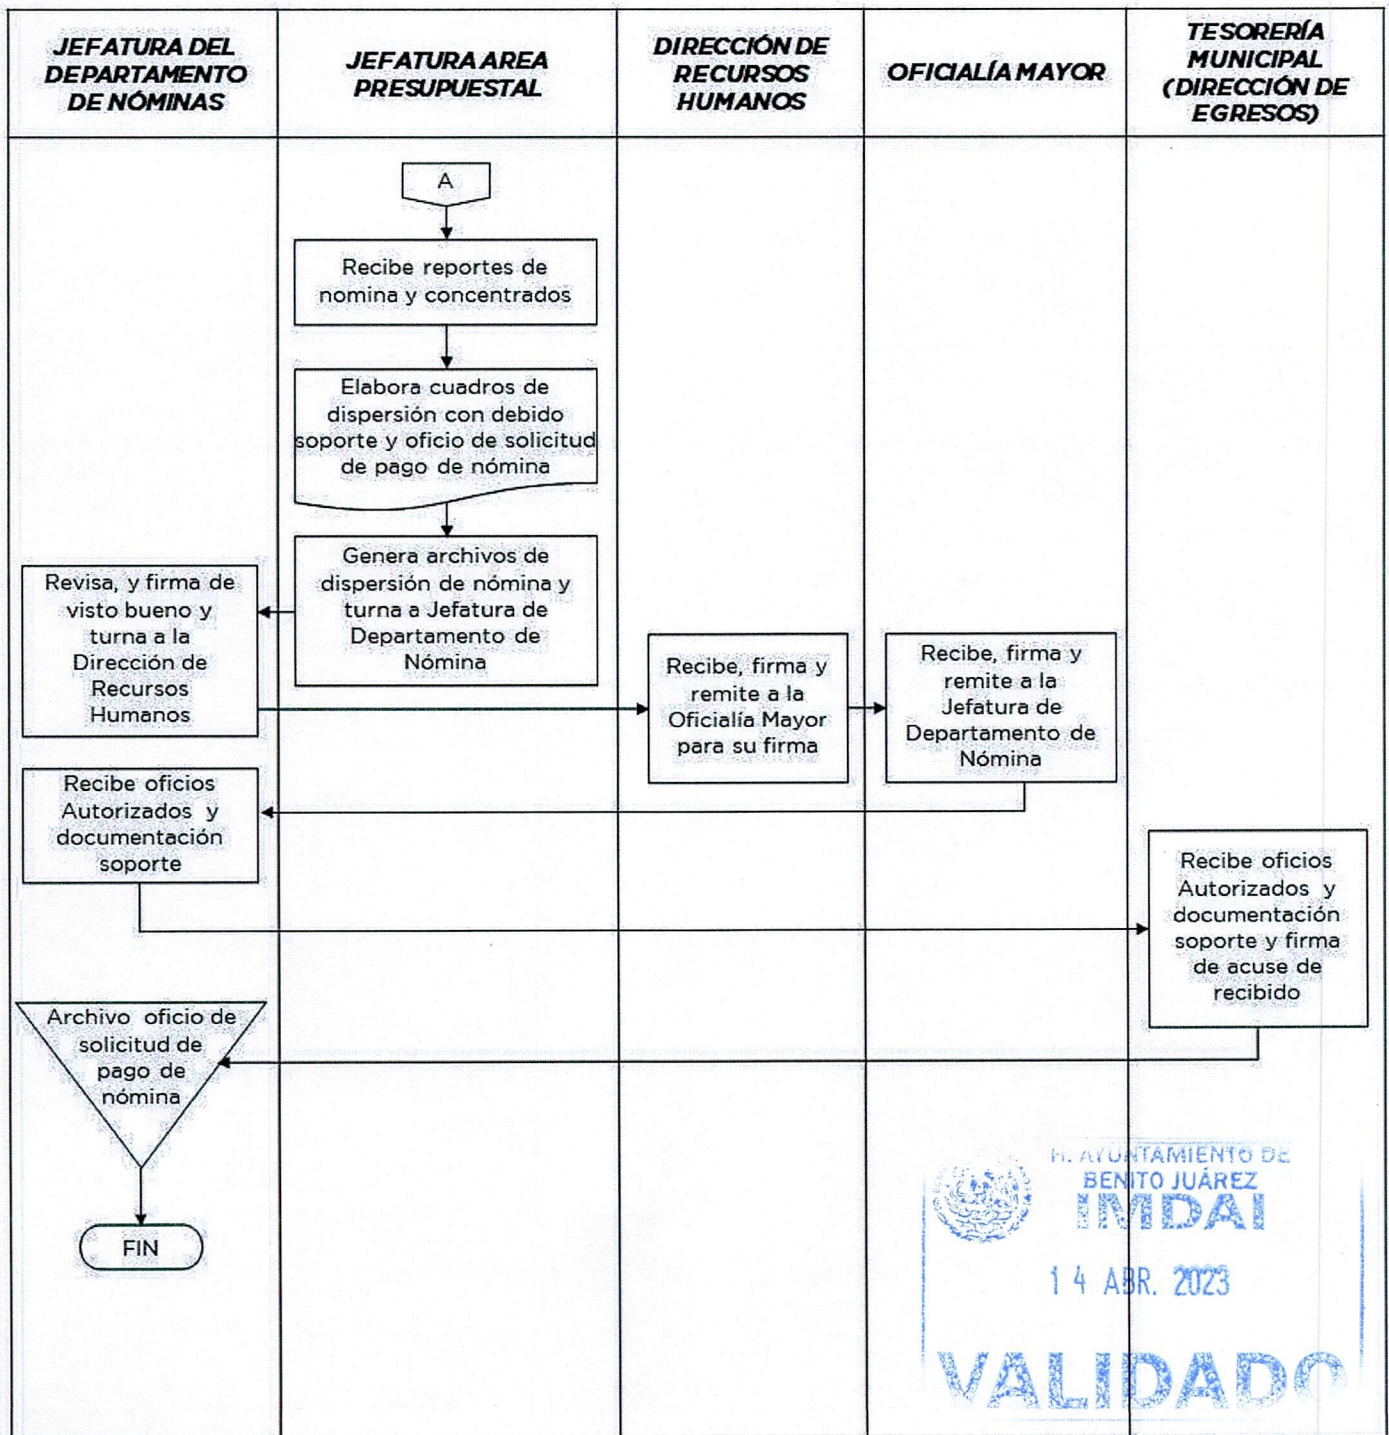 JEFATURA DEL
DEPARTAMENTO
DE NÓMINAS
JEFATURA AREA
PRESUPUESTAL
DIRECCIÓN DE
RECURSOS
HUMANOS
OFICIALÍA MAYOR
TESORERÍA
MUNICIPAL
(DIRECCIÓN DE
EGRESOS)
A
Recibe reportes de
nomina y concentrados
Elabora cuadros de
dispersión con debido
soporte y oficio de solicitud
de pago de nómina
Genera archivos de
dispersión de nómina y
turna a Jefatura de
Departamento de
Nómina
Revisa, y firma de
visto bueno y
turna a la
Dirección de
Recursos
Humanos
Recibe, firma y
remite a la
Oficialía Mayor
para su firma
Recibe, firma y
remite a la
Jefatura de
Departamento de
Nómina
Recibe oficios
Autorizados y
documentación
soporte
Recibe oficios
Autorizados y
documentación
soporte y firma
de acuse de
recibido
Archivo oficio de
solicitud de
pago de
nómina
FIN
H. AYUNTAMIENTO DE
BENITO JUÁREZ
IMDAI
14 ABR. 2023
VALIDADO